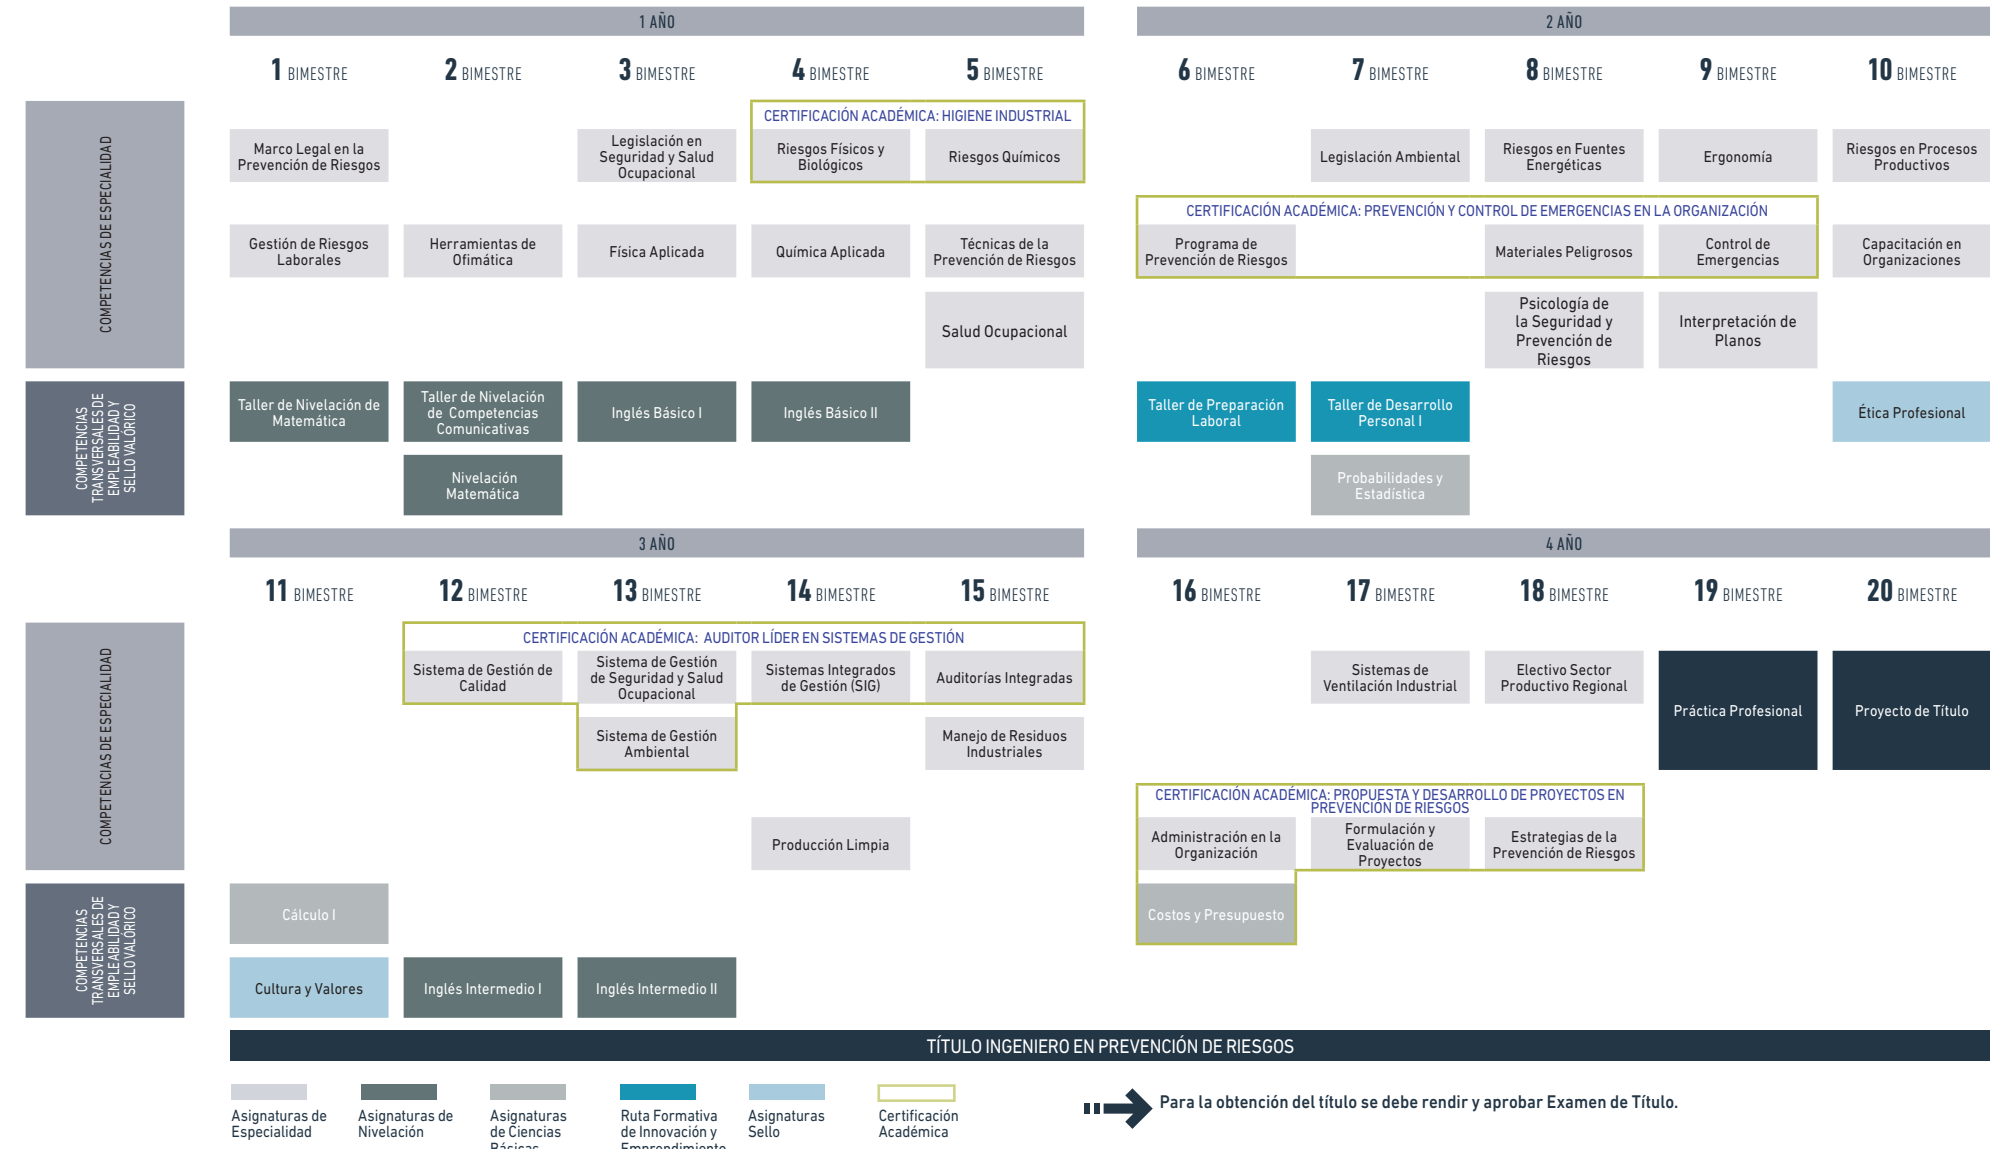 1 AÑO
2 AÑO
1 BIMESTRE
2 BIMESTRE
3 BIMESTRE
4 BIMESTRE
5 BIMESTRE
6 BIMESTRE
7 BIMESTRE
8 BIMESTRE
9 BIMESTRE
10 BIMESTRE
COMPETENCIAS DE ESPECIALIDAD
CERTIFICACIÓN ACADÉMICA: HIGIENE INDUSTRIAL
Marco Legal en la
Prevención de Riesgos
Legislación en
Seguridad y Salud
Ocupacional
Riesgos Físicos y
Biológicos
Riesgos Químicos
Legislación Ambiental
Riesgos en Fuentes
Energéticas
Ergonomía
Riesgos en Procesos
Productivos
CERTIFICACIÓN ACADÉMICA: PREVENCIÓN Y CONTROL DE EMERGENCIAS EN LA ORGANIZACIÓN
Gestión de Riesgos
Laborales
Herramientas de
Ofimática
Física Aplicada
Química Aplicada
Técnicas de la
Prevención de Riesgos
Programa de
Prevención de Riesgos
Materiales Peligrosos
Control de
Emergencias
Capacitación en
Organizaciones
Salud Ocupacional
Psicología de
la Seguridad y
Prevención de
Riesgos
Interpretación de
Planos
COMPETENCIAS
TRANSVERSALES DE
EMPLEABILIDAD Y
SELLO VALÓRICO
Taller de Nivelación de
Matemática
Taller de Nivelación
de Competencias
Comunicativas
Inglés Básico I
Inglés Básico II
Taller de Preparación
Laboral
Taller de Desarrollo
Personal I
Ética Profesional
Nivelación
Matemática
Probabilidades y
Estadística
3 AÑO
4 AÑO
11 BIMESTRE
12 BIMESTRE
13 BIMESTRE
14 BIMESTRE
15 BIMESTRE
16 BIMESTRE
17 BIMESTRE
18 BIMESTRE
19 BIMESTRE
20 BIMESTRE
COMPETENCIAS DE ESPECIALIDAD
CERTIFICACIÓN ACADÉMICA: AUDITOR LÍDER EN SISTEMAS DE GESTIÓN
Sistema de Gestión de
Calidad
Sistema de Gestión
de Seguridad y Salud
Ocupacional
Sistemas Integrados
de Gestión (SIG)
Auditorías Integradas
Sistemas de
Ventilación Industrial
Electivo Sector
Productivo Regional
Práctica Profesional
Proyecto de Título
Sistema de Gestión
Ambiental
Manejo de Residuos
Industriales
CERTIFICACIÓN ACADÉMICA: PROPUESTA Y DESARROLLO DE PROYECTOS EN
PREVENCIÓN DE RIESGOS
Producción Limpia
Administración en la
Organización
Formulación y
Evaluación de
Proyectos
Estrategias de la
Prevención de Riesgos
COMPETENCIAS
TRANSVERSALES DE
EMPLEABILIDAD Y
SELLO VALÓRICO
Cálculo I
Costos y Presupuesto
Cultura y Valores
Inglés Intermedio I
Inglés Intermedio II
TÍTULO INGENIERO EN PREVENCIÓN DE RIESGOS
Asignaturas de
Especialidad
Asignaturas de
Nivelación
Asignaturas
de Ciencias
Básicas
Ruta Formativa
de Innovación y
Emprendimiento
Asignaturas
Sello
Certificación
Académica
Para la obtención del título se debe rendir y aprobar Examen de Título.